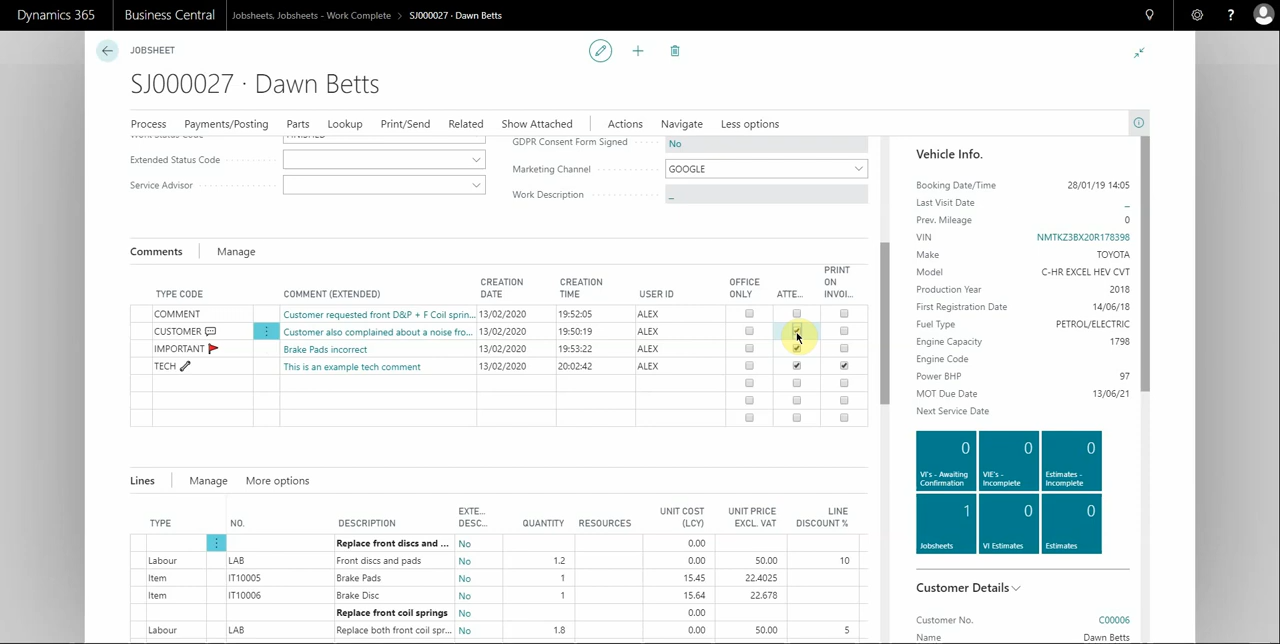 Dynamics 365 Business Central Jobsheets, Jobsheets - Work Complete > SJ000027 · Dawn Betts ?
JOBSHEET
SJ000027 · Dawn Betts
Process Payments/Posting Parts Lookup Print/Send Related Show Attached Actions Navigate Less options
Work Status Code FINISHED
GDPR Consent Form Signed No
Extended Status Code
Marketing Channel GOOGLE
Service Advisor
Work Description _
Comments Manage
TYPE CODE COMMENT (EXTENDED) CREATION DATE CREATION TIME USER ID OFFICE ONLY ATTE... PRINT ON INVOI...
COMMENT Customer requested front D&P + F Coil sprin... 13/02/2020 19:52:05 ALEX
CUSTOMER Customer also complained about a noise fro... 13/02/2020 19:50:19 ALEX
IMPORTANT Brake Pads incorrect 13/02/2020 19:53:22 ALEX
TECH This is an example tech comment 13/02/2020 20:02:42 ALEX
Lines Manage More options
TYPE NO. DESCRIPTION EXTE... DESC... QUANTITY RESOURCES UNIT COST (LCY) UNIT PRICE EXCL. VAT LINE DISCOUNT %
Replace front discs and ... No 0.00
Labour LAB Front discs and pads No 1.2 0.00 50.00 10
Item IT10005 Brake Pads No 1 15.45 22.4025
Item IT10006 Brake Disc No 1 15.64 22.678
Replace front coil springs No 0.00
Labour LAB Replace both front coil spr... No 1.8 0.00 50.00 5
Vehicle Info.
Booking Date/Time 28/01/19 14:05
Last Visit Date _
Prev. Mileage 0
VIN NMTKZ3BX20R178398
Make TOYOTA
Model C-HR EXCEL HEV CVT
Production Year 2018
First Registration Date 14/06/18
Fuel Type PETROL/ELECTRIC
Engine Capacity 1798
Engine Code
Power BHP 97
MOT Due Date 13/06/21
Next Service Date
0 VI's - Awaiting Confirmation
0 VIE's - Incomplete
0 Estimates - Incomplete
1 Jobsheets
0 VI Estimates
0 Estimates
Customer Details
Customer No. C00006
Name Dawn Betts